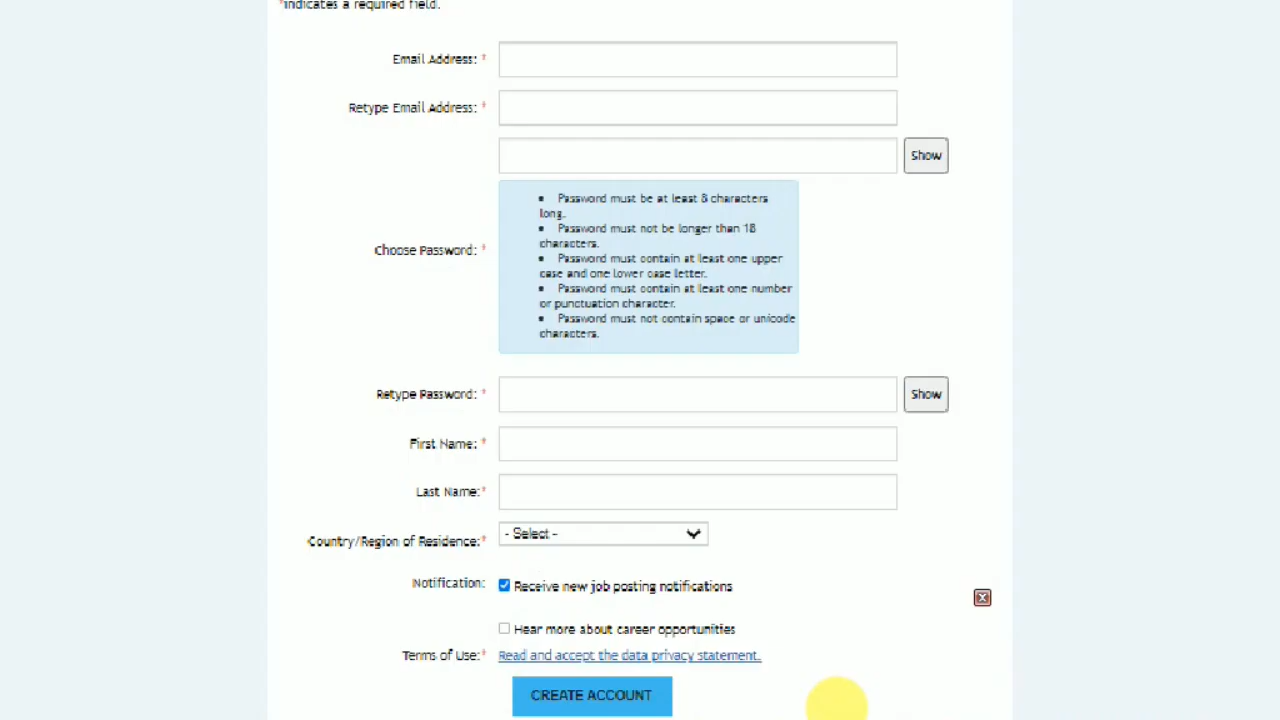 *indicates a required field.
Email Address: *
Retype Email Address: *
Show
Choose Password: *
▪ Password must be at least 8 characters
long.
▪ Password must not be longer than 18
characters.
▪ Password must contain at least one upper
case and one lower case letter.
▪ Password must contain at least one number
or punctuation character.
▪ Password must not contain space or unicode
characters.
Retype Password: *
Show
First Name: *
Last Name:*
Country/Region of Residence:*
- Select -
Notification:
Receive new job posting notifications
Hear more about career opportunities
Terms of Use:*
Read and accept the data privacy statement.
CREATE ACCOUNT